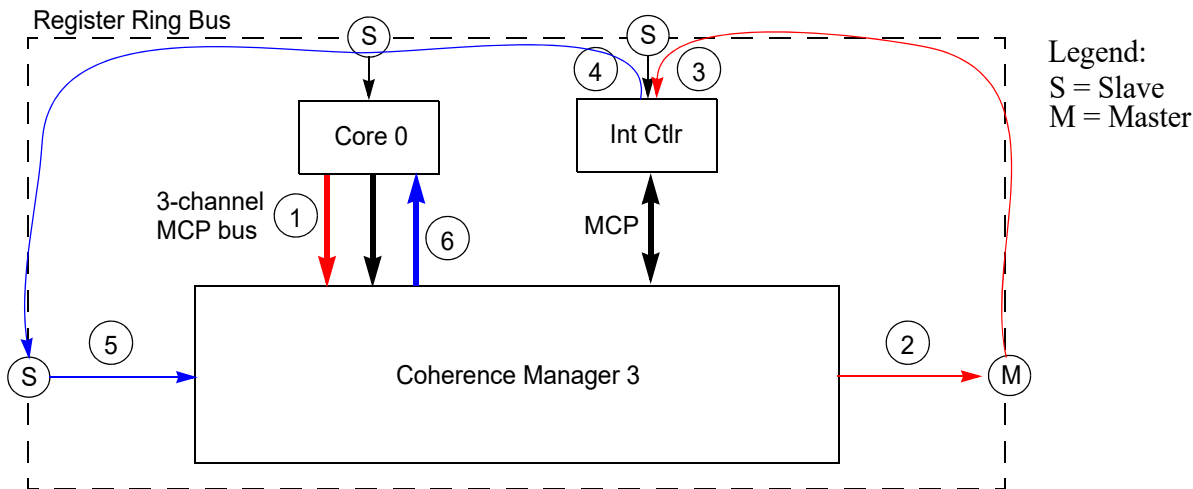 Register Ring Bus
S
S
4
3
Legend:
S = Slave
M = Master
Core 0
Int Ctlr
3-channel
MCP bus
1
6
MCP
5
2
S
Coherence Manager 3
M